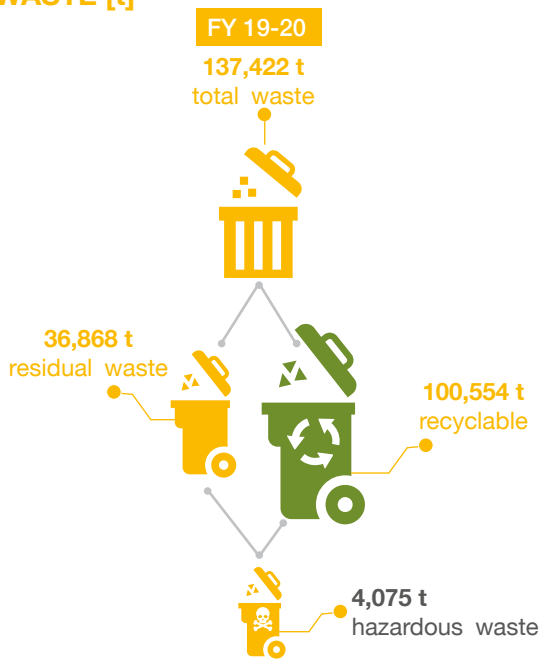 WASTE [t]
FY 19-20
137,422 t
total waste
36,868 t
residual waste
100,554 t
recyclable
4,075 t
hazardous waste